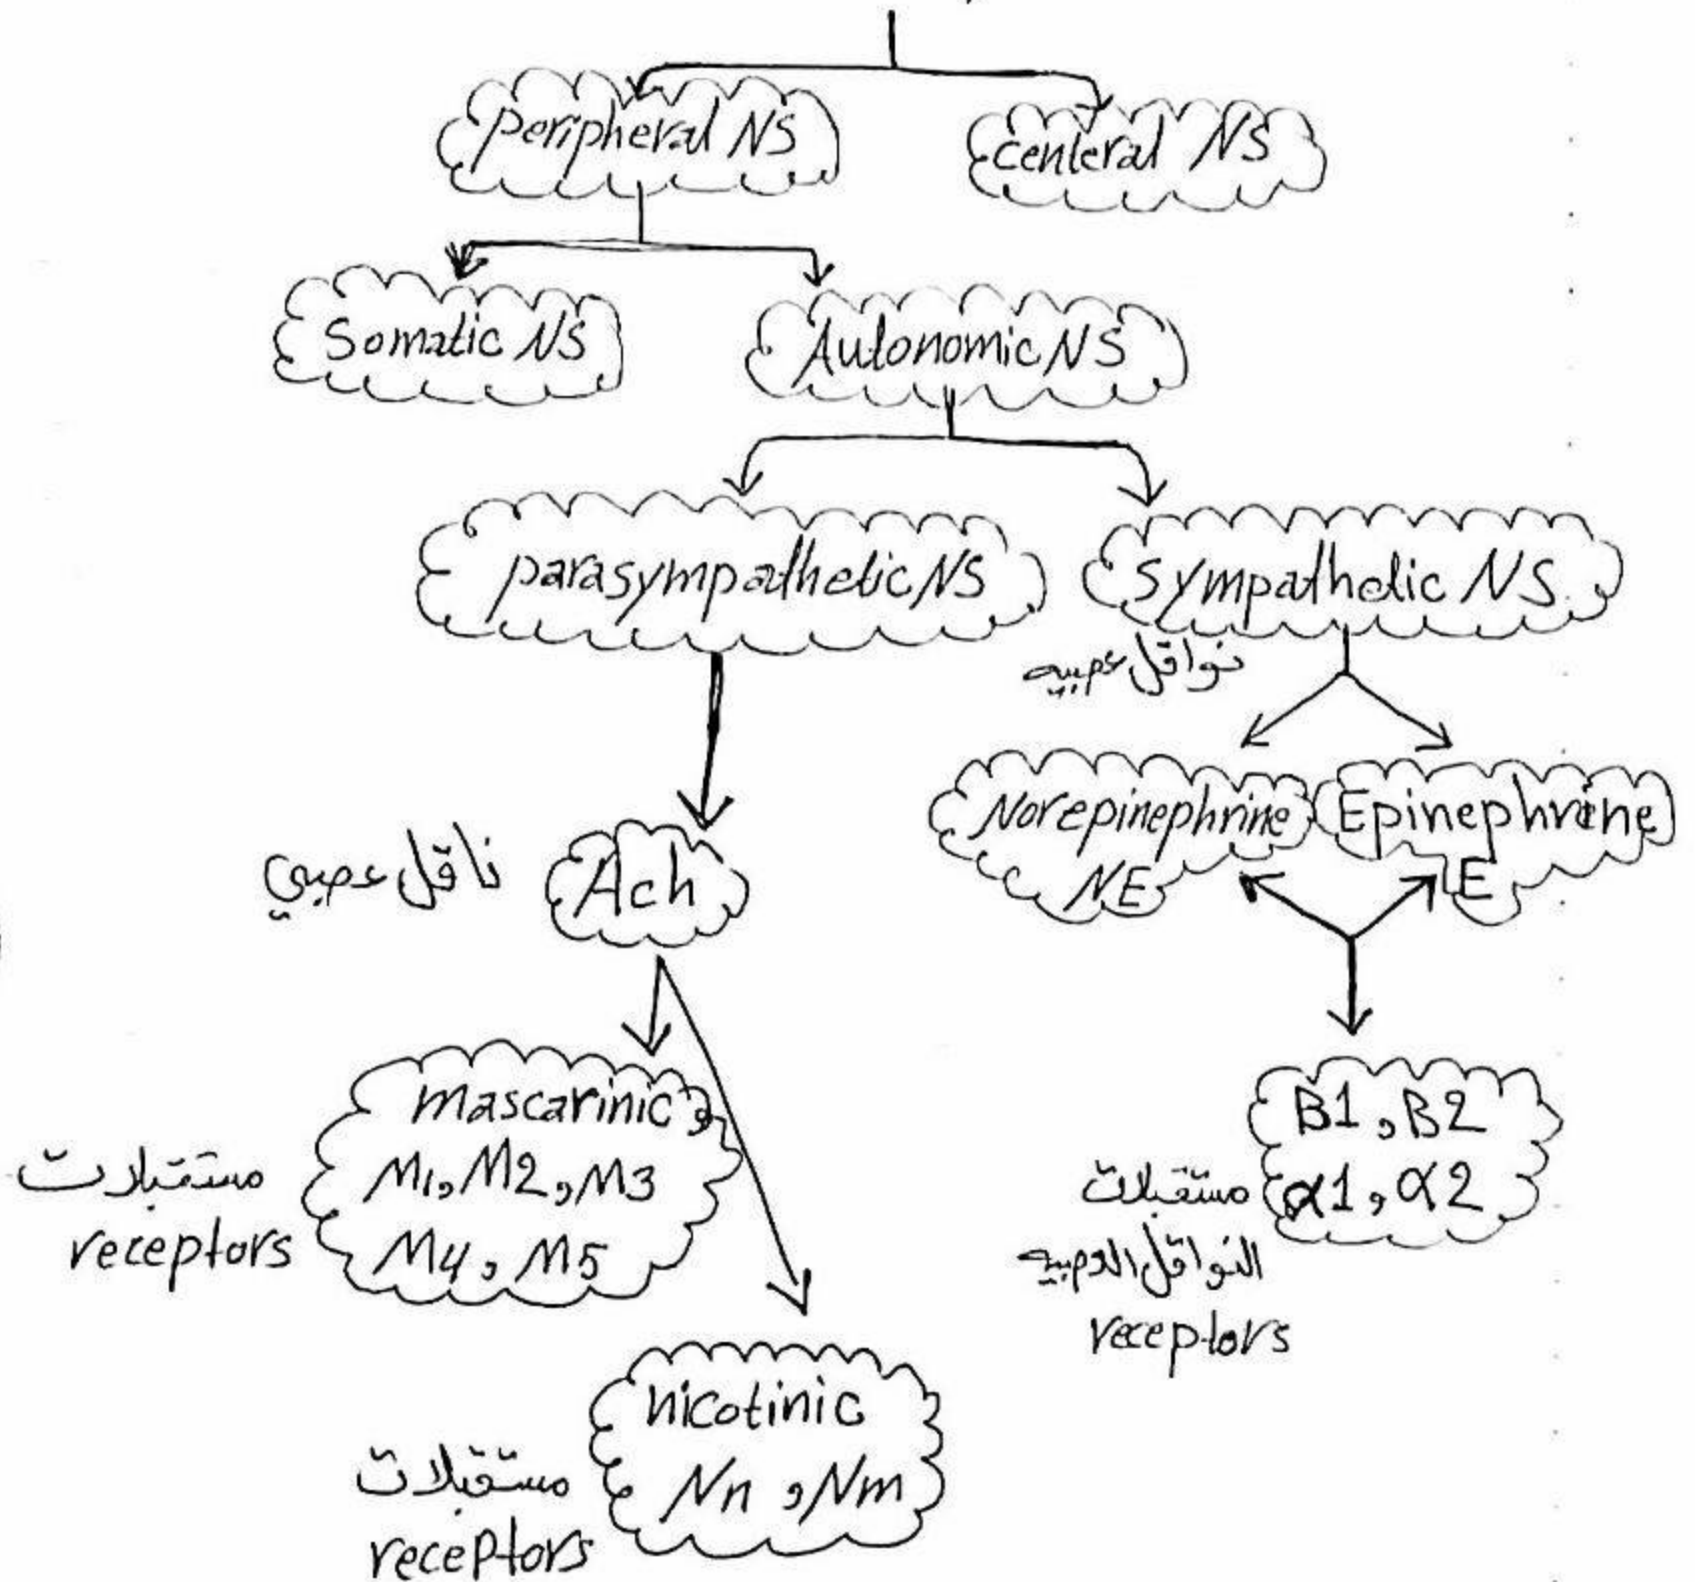 peripheral NS
centeral NS
Somatic NS
Autonomic NS
parasympathetic NS
sympathetic NS
نواقل عصبيه
Norepinephrine
NE
Epinephrine
E
ناقل عصبي
Ach
mascarinic
M1, M2, M3
M4, M5
مستقبلات
receptors
B1, B2
α1, α2
مستقبلات
النواقل العصبيه
receptors
nicotinic
Nn, Nm
مستقبلات
receptors